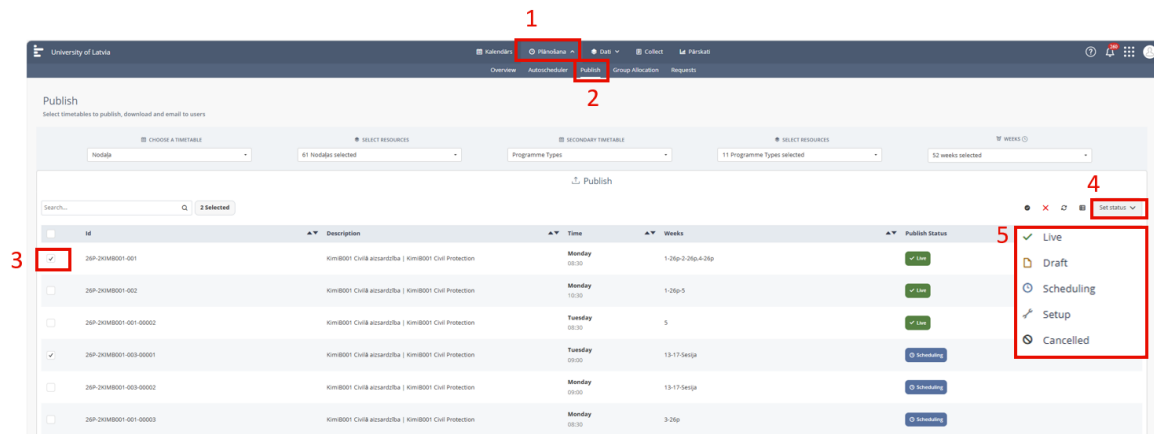 1
University of Latvia
Kalendārs
Plānošana
Dati
Collect
Pārskati
280
Overview
Autoscheduler
Publish
Group Allocation
Requests
2
Publish
Select timetables to publish, download and email to users
CHOOSE A TIMETABLE
SELECT RESOURCES
SECONDARY TIMETABLE
SELECT RESOURCES
WEEKS
Nodaļa
61 Nodaļas selected
Programme Types
11 Programme Types selected
52 weeks selected
Publish
4
Search...
2 Selected
Set status
Id
Description
Time
Weeks
Publish Status
5
Live
Draft
Scheduling
Setup
Cancelled
3
26P-2KIMB001-001
KimiB001 Civilā aizsardzība | KimiB001 Civil Protection
Monday
08:30
1-26p-2-26p,4-26p
Live
26P-2KIMB001-002
KimiB001 Civilā aizsardzība | KimiB001 Civil Protection
Monday
10:30
1-26p-5
Live
26P-2KIMB001-001-00002
KimiB001 Civilā aizsardzība | KimiB001 Civil Protection
Tuesday
08:30
5
Live
26P-2KIMB001-003-00001
KimiB001 Civilā aizsardzība | KimiB001 Civil Protection
Tuesday
09:00
13-17-Sesija
Scheduling
26P-2KIMB001-003-00002
KimiB001 Civilā aizsardzība | KimiB001 Civil Protection
Monday
09:00
13-17-Sesija
Scheduling
26P-2KIMB001-001-00003
KimiB001 Civilā aizsardzība | KimiB001 Civil Protection
Monday
08:30
3-26p
Scheduling